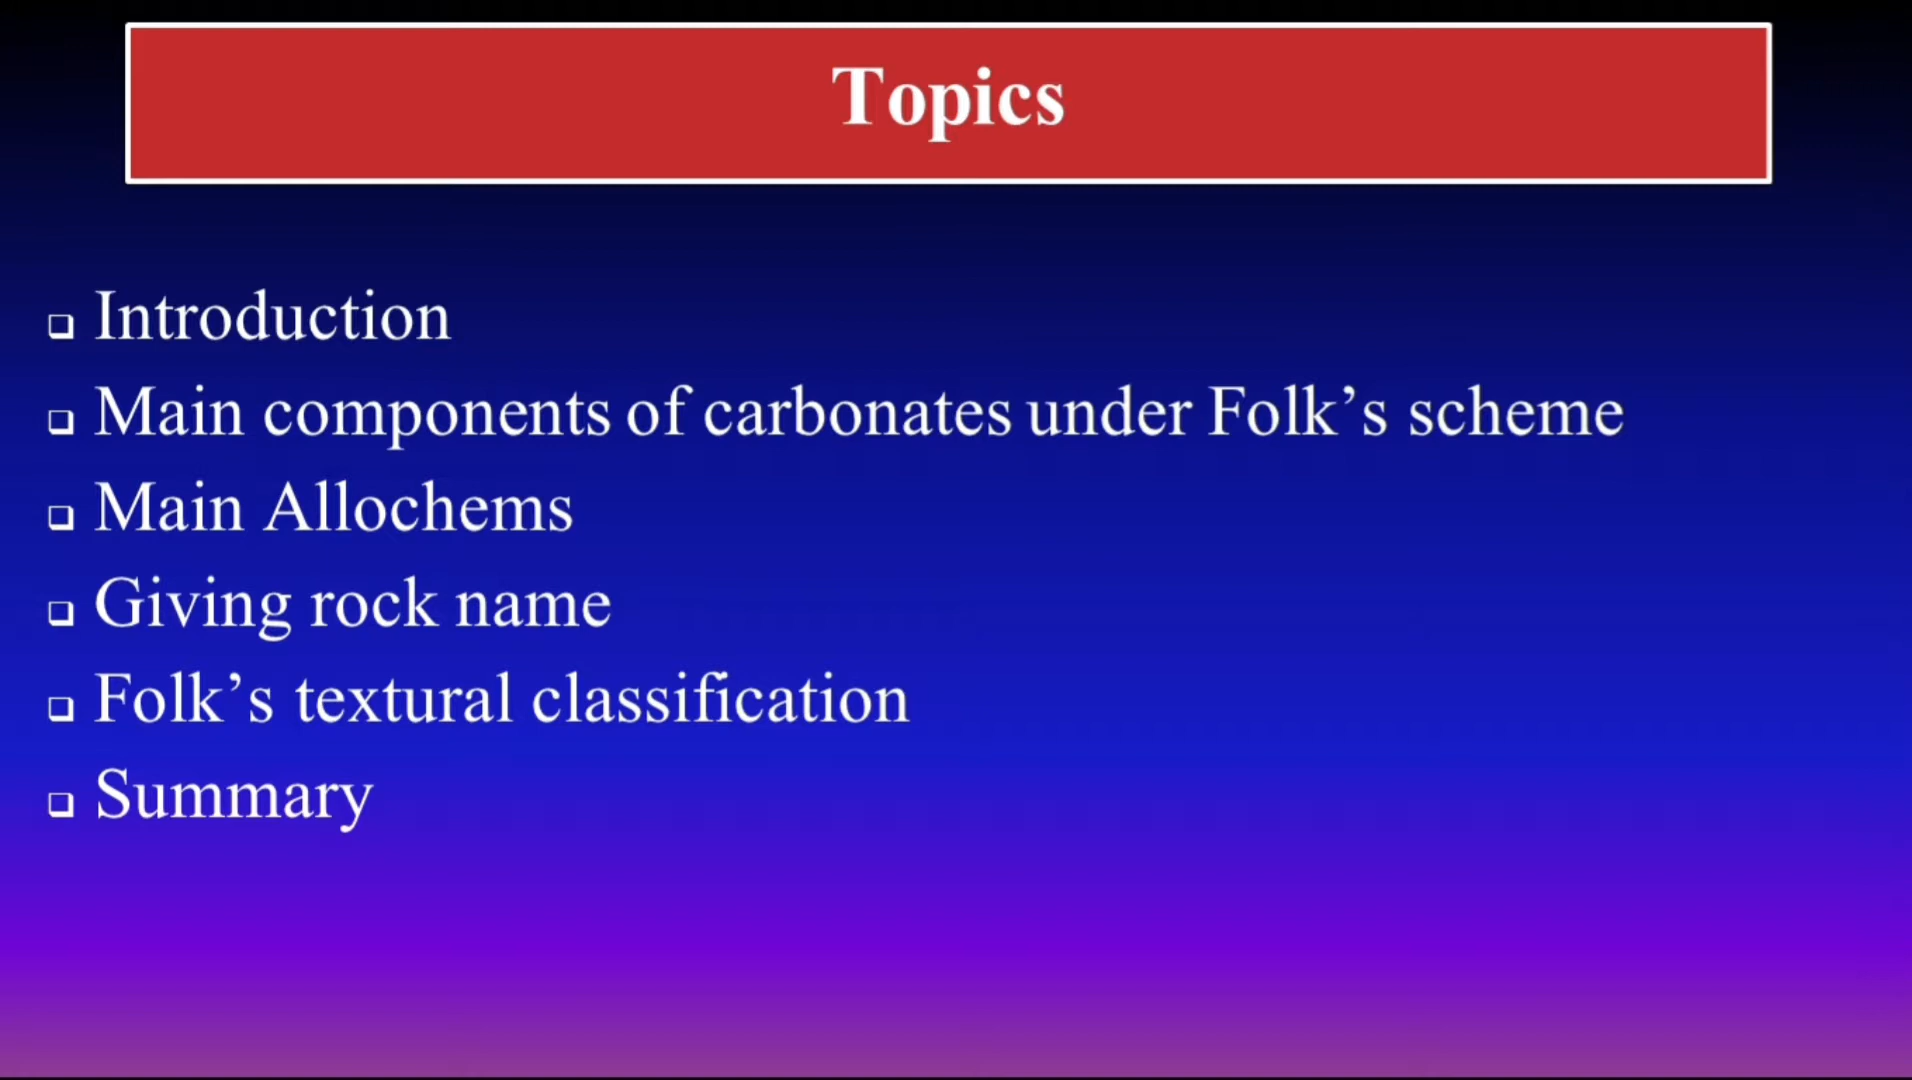 Topics
Introduction
Main components of carbonates under Folk’s scheme
Main Allochems
Giving rock name
Folk’s textural classification
Summary